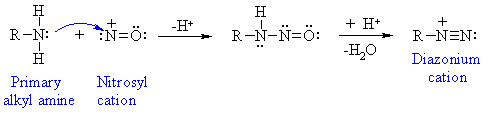 H H
+ -H⁺ + H⁺ +
R-N: + :N=Ö: R-N̈-N̈=Ö: R-N≡N:
H -H₂O
Primary Nitrosyl Diazonium
alkyl amine cation cation